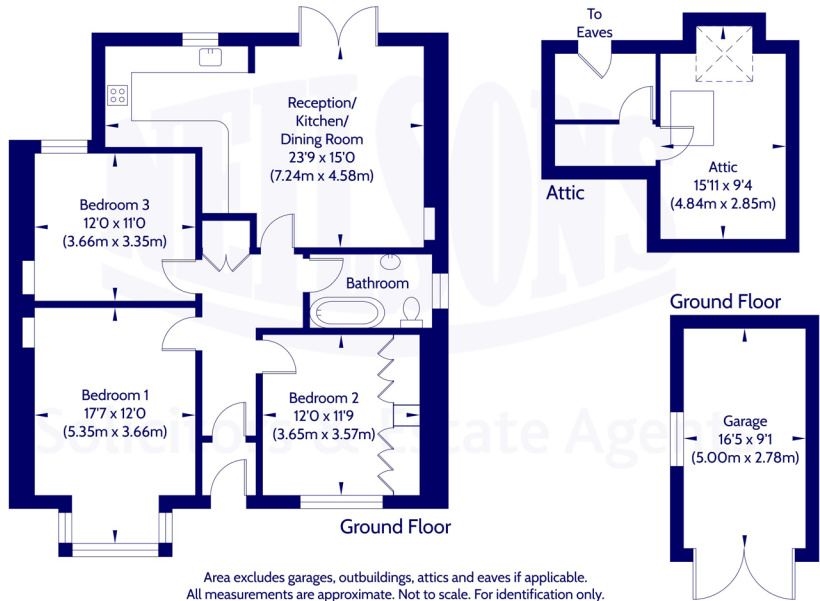 To
Eaves
Reception/
Kitchen/
Dining Room
23'9 x 15'0
(7.24m x 4.58m)
Attic
15'11 x 9'4
(4.84m x 2.85m)
Attic
Bedroom 3
12'0 x 11'0
(3.66m x 3.35m)
Bathroom
Ground Floor
Bedroom 1
17'7 x 12'0
(5.35m x 3.66m)
Bedroom 2
12'0 x 11'9
(3.65m x 3.57m)
Garage
16'5 x 9'1
(5.00m x 2.78m)
Ground Floor
NEILSONS
Solicitors & Estate Agents
Area excludes garages, outbuildings, attics and eaves if applicable.
All measurements are approximate. Not to scale. For identification only.